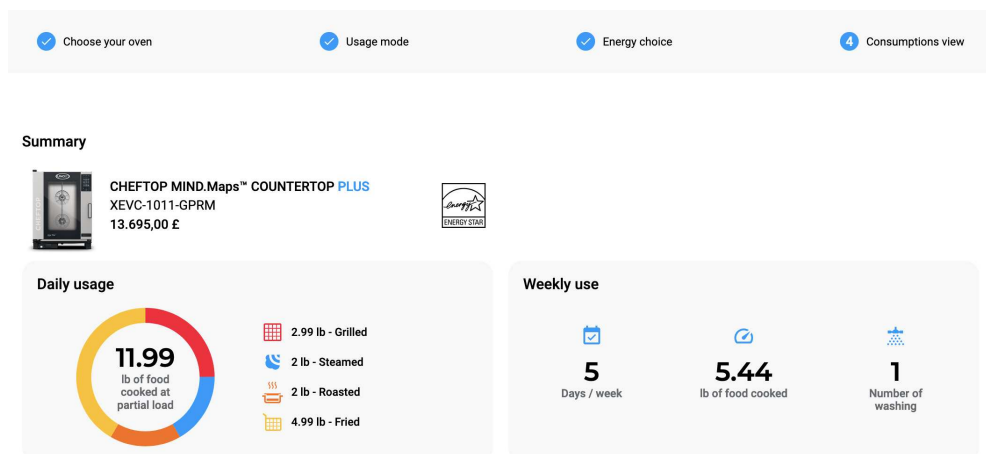 Choose your oven
Usage mode
Energy choice
4 Consumptions view
Summary
CHEFTOP MIND.Maps™ COUNTERTOP PLUS
XEVC-1011-GPRM
13.695,00 £
energy
ENERGY STAR
CHEFTOP
Daily usage
11.99
lb of food
cooked at
partial load
2.99 lb - Grilled
2 lb - Steamed
2 lb - Roasted
4.99 lb - Fried
Weekly use
5
Days / week
5.44
lb of food cooked
1
Number of
washing